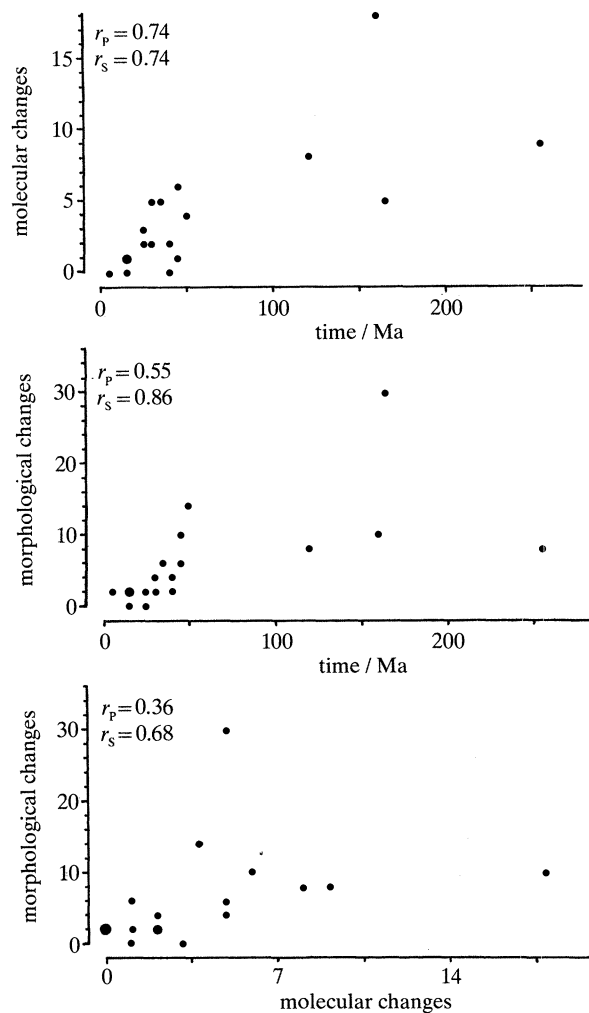 r_P = 0.74
r_S = 0.74
molecular changes
15
10
5
0
0 100 200
time / Ma
r_P = 0.55
r_S = 0.86
morphological changes
30
20
10
0
0 100 200
time / Ma
r_P = 0.36
r_S = 0.68
morphological changes
30
20
10
0
0 7 14
molecular changes